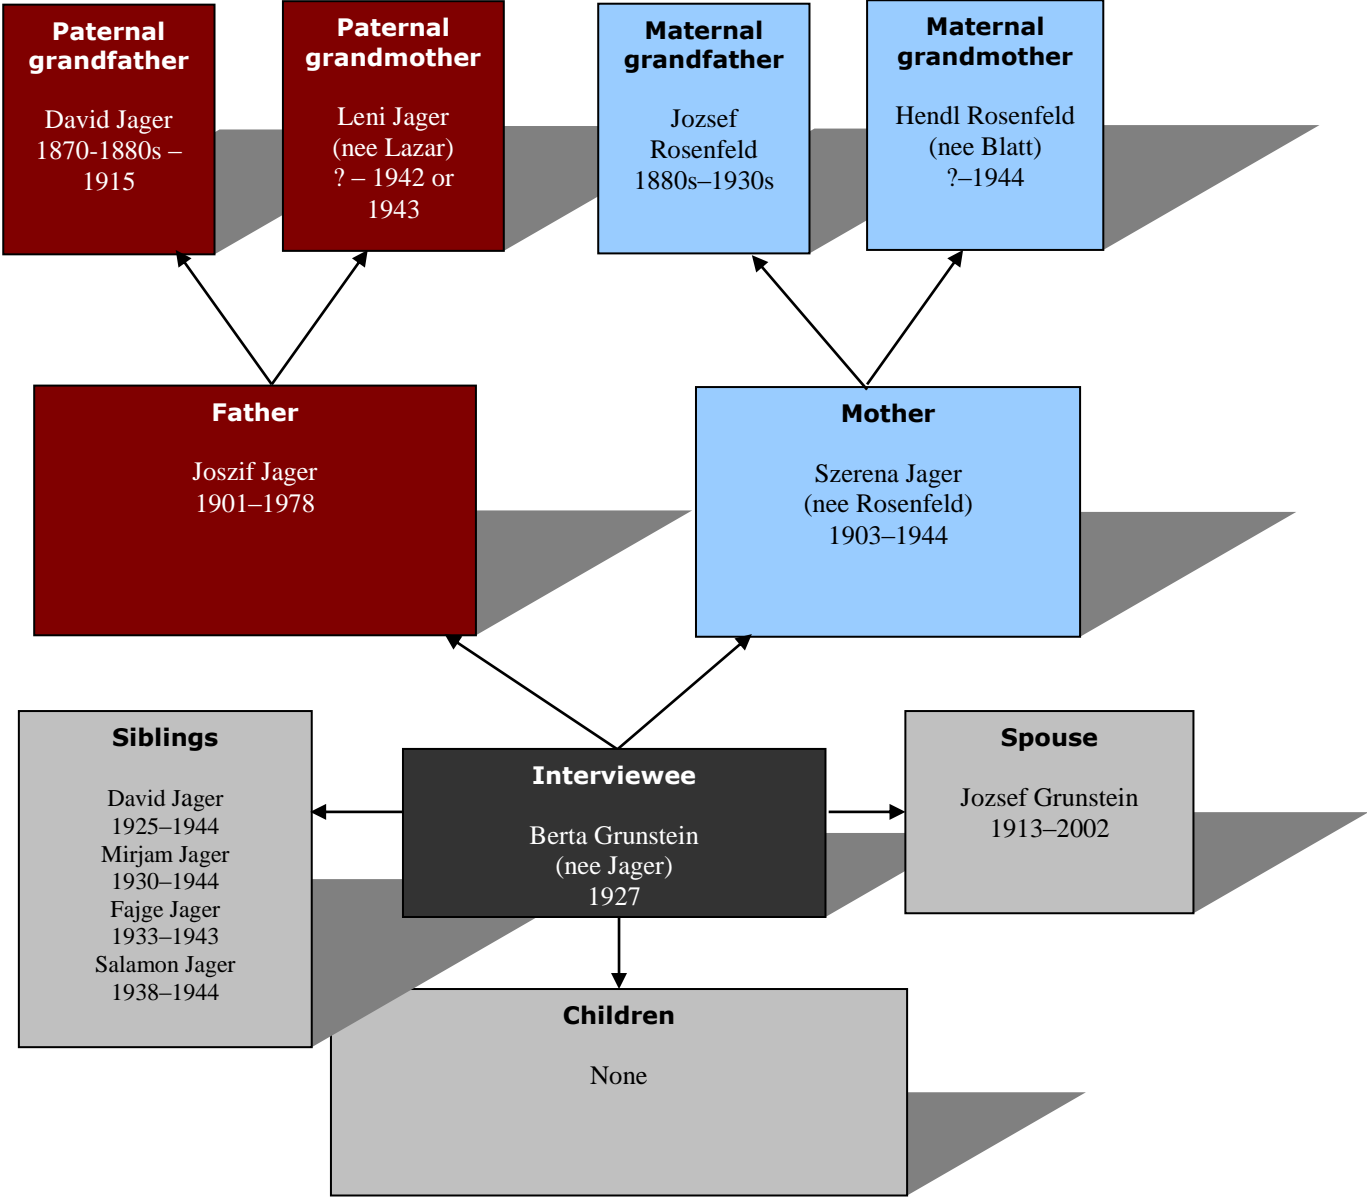 Paternal
grandfather
David Jager
1870-1880s –
1915
Paternal
grandmother
Leni Jager
(nee Lazar)
? – 1942 or
1943
Maternal
grandfather
Jozsef
Rosenfeld
1880s–1930s
Maternal
grandmother
Hendl Rosenfeld
(nee Blatt)
?–1944
Father
Joszif Jager
1901–1978
Mother
Szerena Jager
(nee Rosenfeld)
1903–1944
Siblings
David Jager
1925–1944
Mirjam Jager
1930–1944
Fajge Jager
1933–1943
Salamon Jager
1938–1944
Interviewee
Berta Grunstein
(nee Jager)
1927
Spouse
Jozsef Grunstein
1913–2002
Children
None